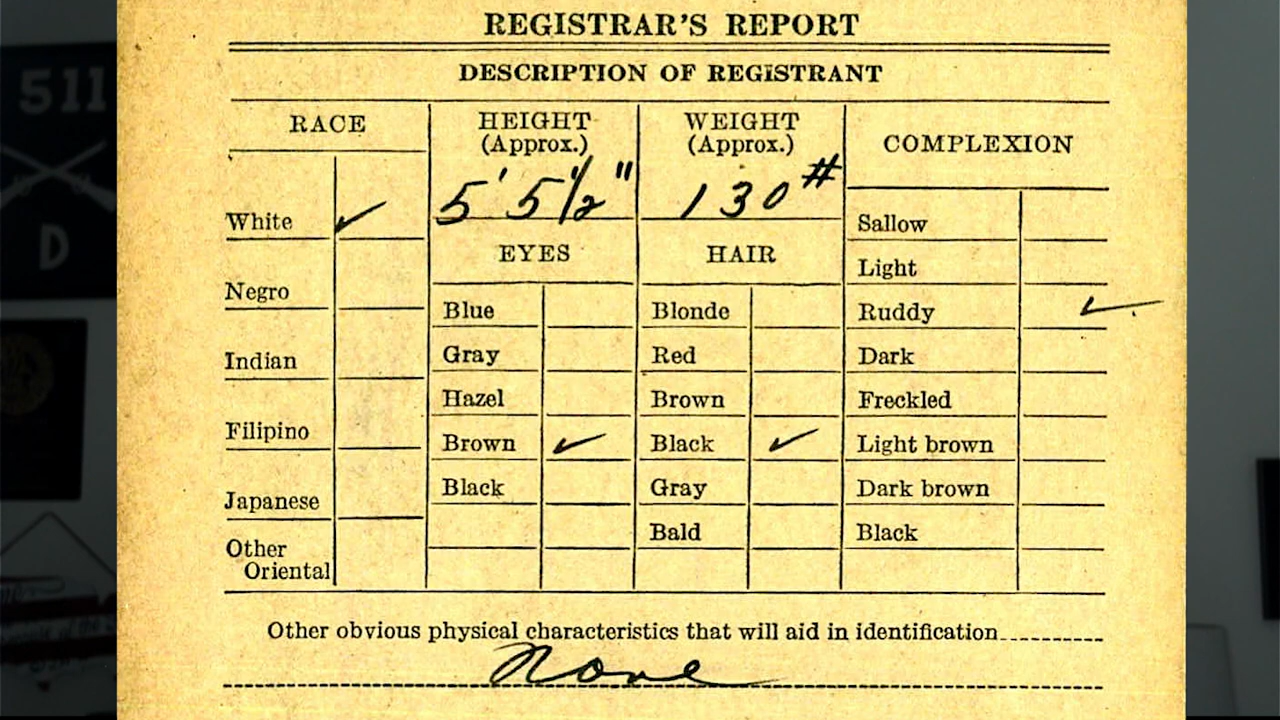 REGISTRAR'S REPORT
DESCRIPTION OF REGISTRANT
RACE
White ✓
Negro
Indian
Filipino
Japanese
Other
Oriental
HEIGHT
(Approx.)
5' 5 1/2"
EYES
Blue
Gray
Hazel
Brown ✓
Black
WEIGHT
(Approx.)
130#
HAIR
Blonde
Red
Brown
Black ✓
Gray
Bald
COMPLEXION
Sallow
Light
Ruddy ✓
Dark
Freckled
Light brown
Dark brown
Black
Other obvious physical characteristics that will aid in identification
None
511
D